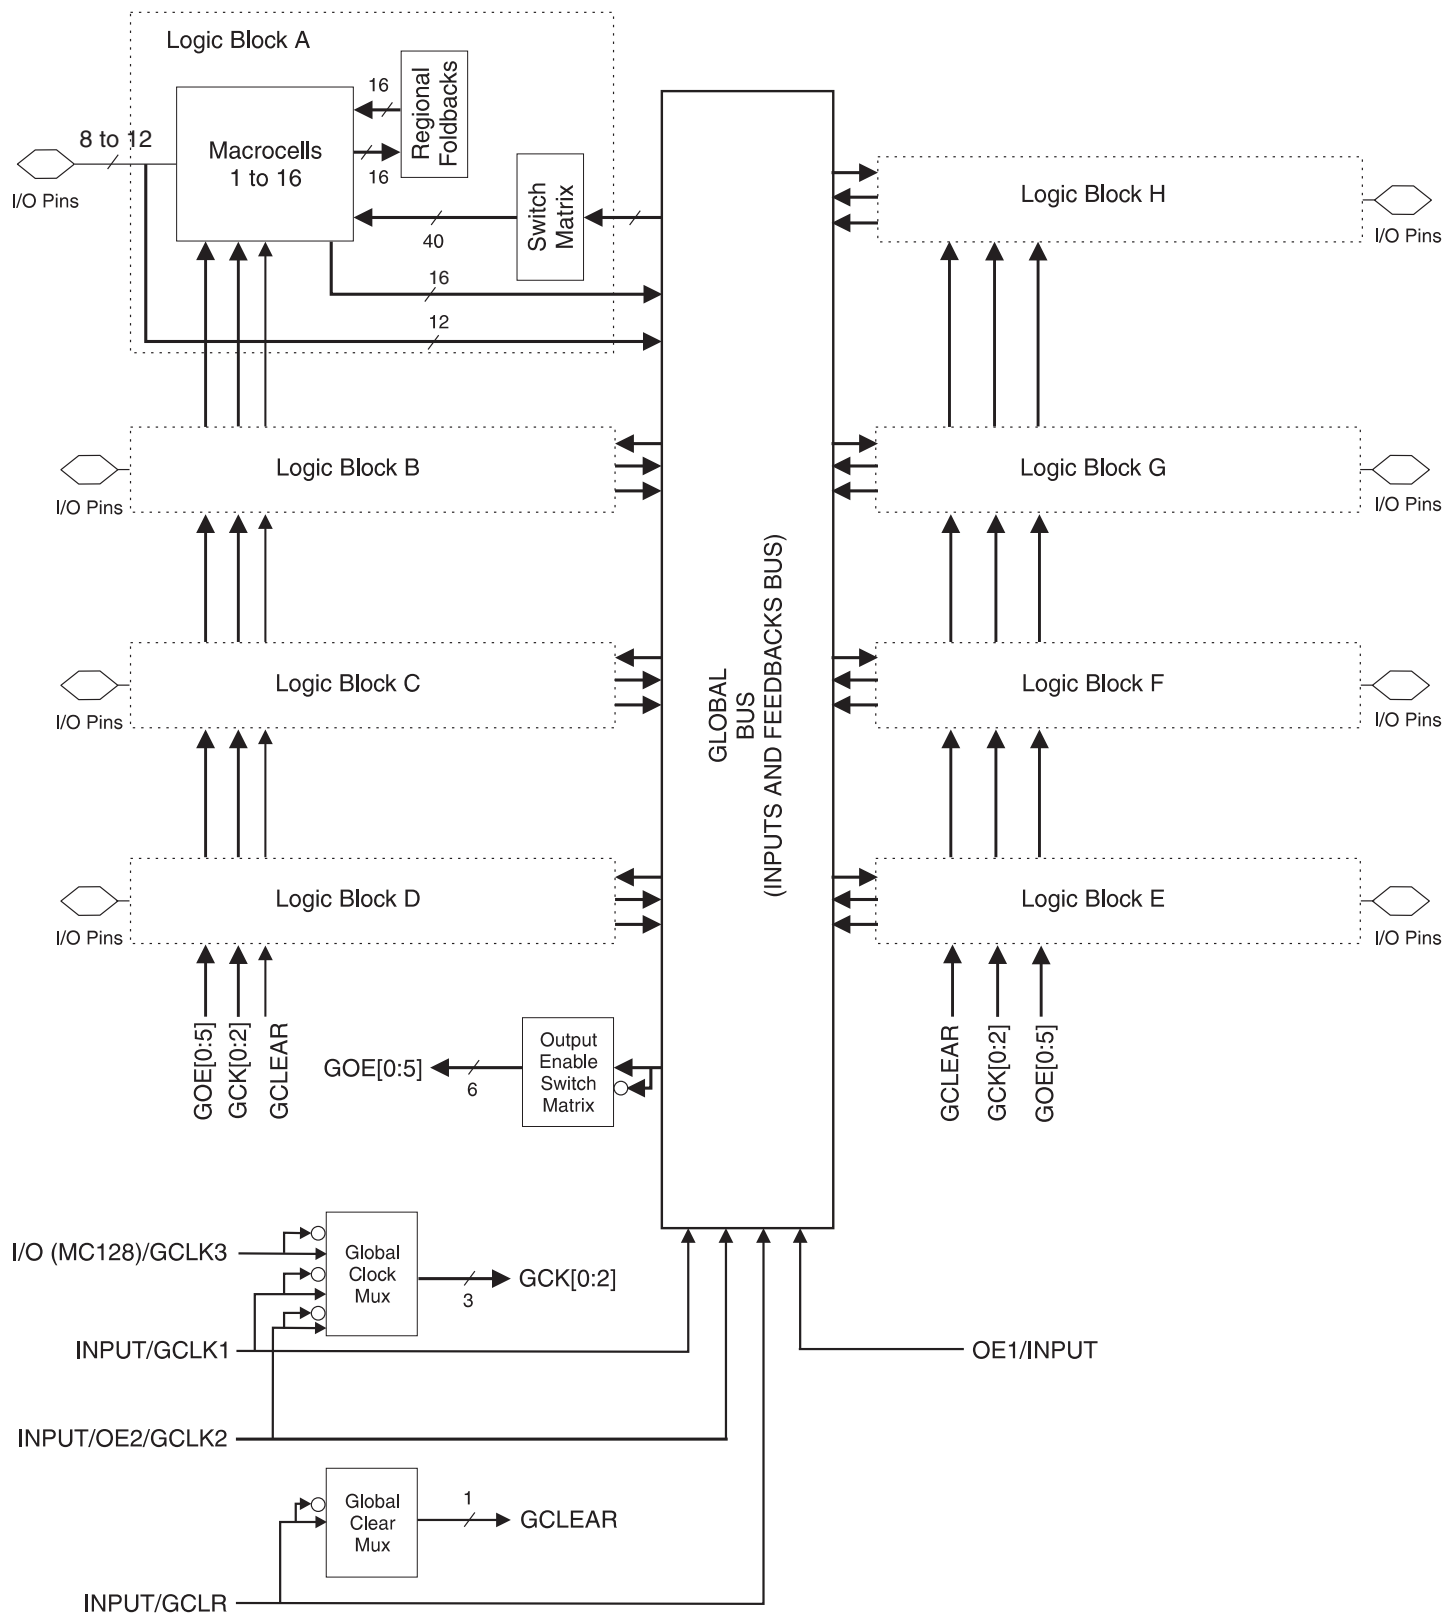 Logic Block A
16
Regional
Foldbacks
8 to 12
Macrocells
1 to 16
16
I/O Pins
Switch
Matrix
40
16
12
Logic Block H
I/O Pins
Logic Block B
I/O Pins
Logic Block G
I/O Pins
GLOBAL
BUS
(INPUTS AND FEEDBACKS BUS)
Logic Block C
I/O Pins
Logic Block F
I/O Pins
Logic Block D
I/O Pins
Logic Block E
I/O Pins
GOE[0:5]
GCK[0:2]
GCLEAR
GOE[0:5]
6
Output
Enable
Switch
Matrix
GCLEAR
GCK[0:2]
GOE[0:5]
I/O (MC128)/GCLK3
Global
Clock
Mux
3
GCK[0:2]
INPUT/GCLK1
OE1/INPUT
INPUT/OE2/GCLK2
Global
Clear
Mux
1
GCLEAR
INPUT/GCLR